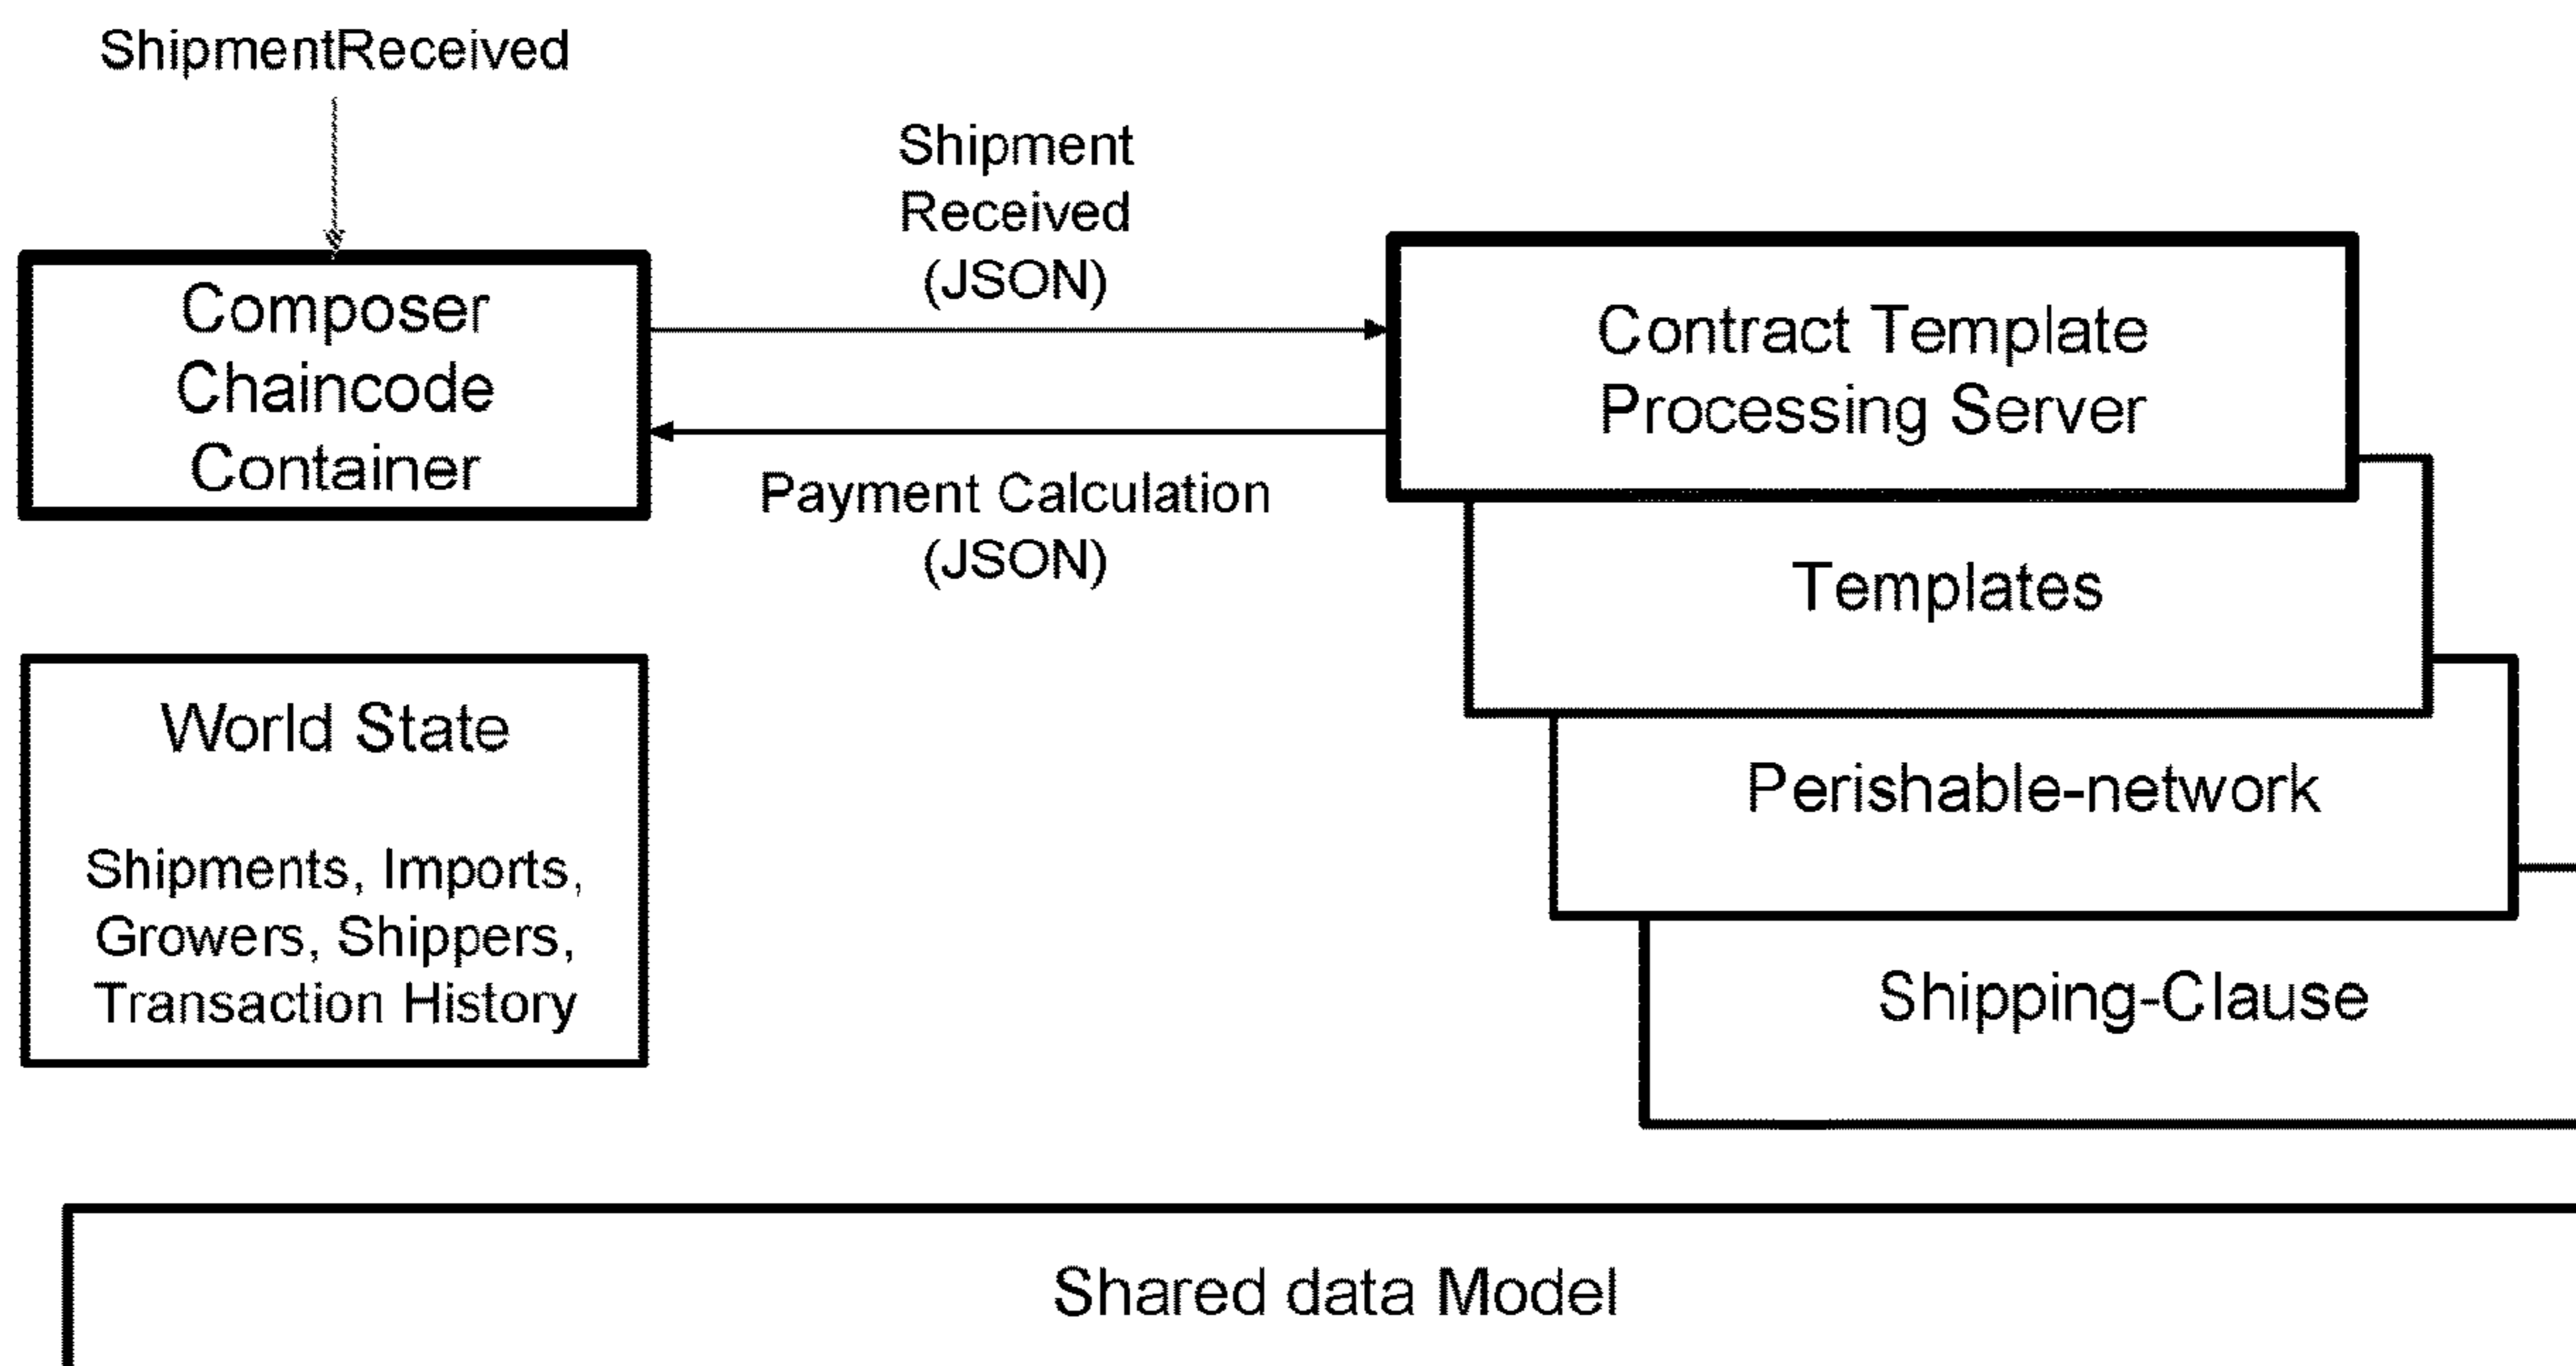 ShipmentReceived
Shipment
Received
(JSON)
Composer
Chaincode
Container
Contract Template
Processing Server
Payment Calculation
(JSON)
Templates
World State
Shipments, Imports,
Growers, Shippers,
Transaction History
Perishable-network
Shipping-Clause
Shared data Model